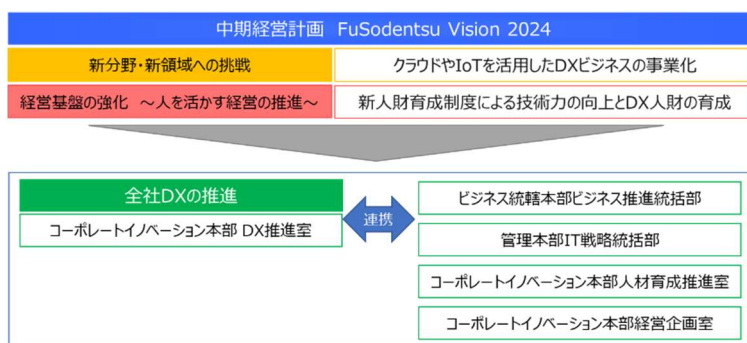 中期経営計画 FuSodentsu Vision 2024
新分野・新領域への挑戦
クラウドやIoTを活用したDXビジネスの事業化
経営基盤の強化 ～人を活かす経営の推進～
新人財育成制度による技術力の向上とDX人財の育成
全社DXの推進
コーポレートイノベーション本部 DX推進室
連携
ビジネス統轄本部ビジネス推進統括部
管理本部IT戦略統括部
コーポレートイノベーション本部人材育成推進室
コーポレートイノベーション本部経営企画室